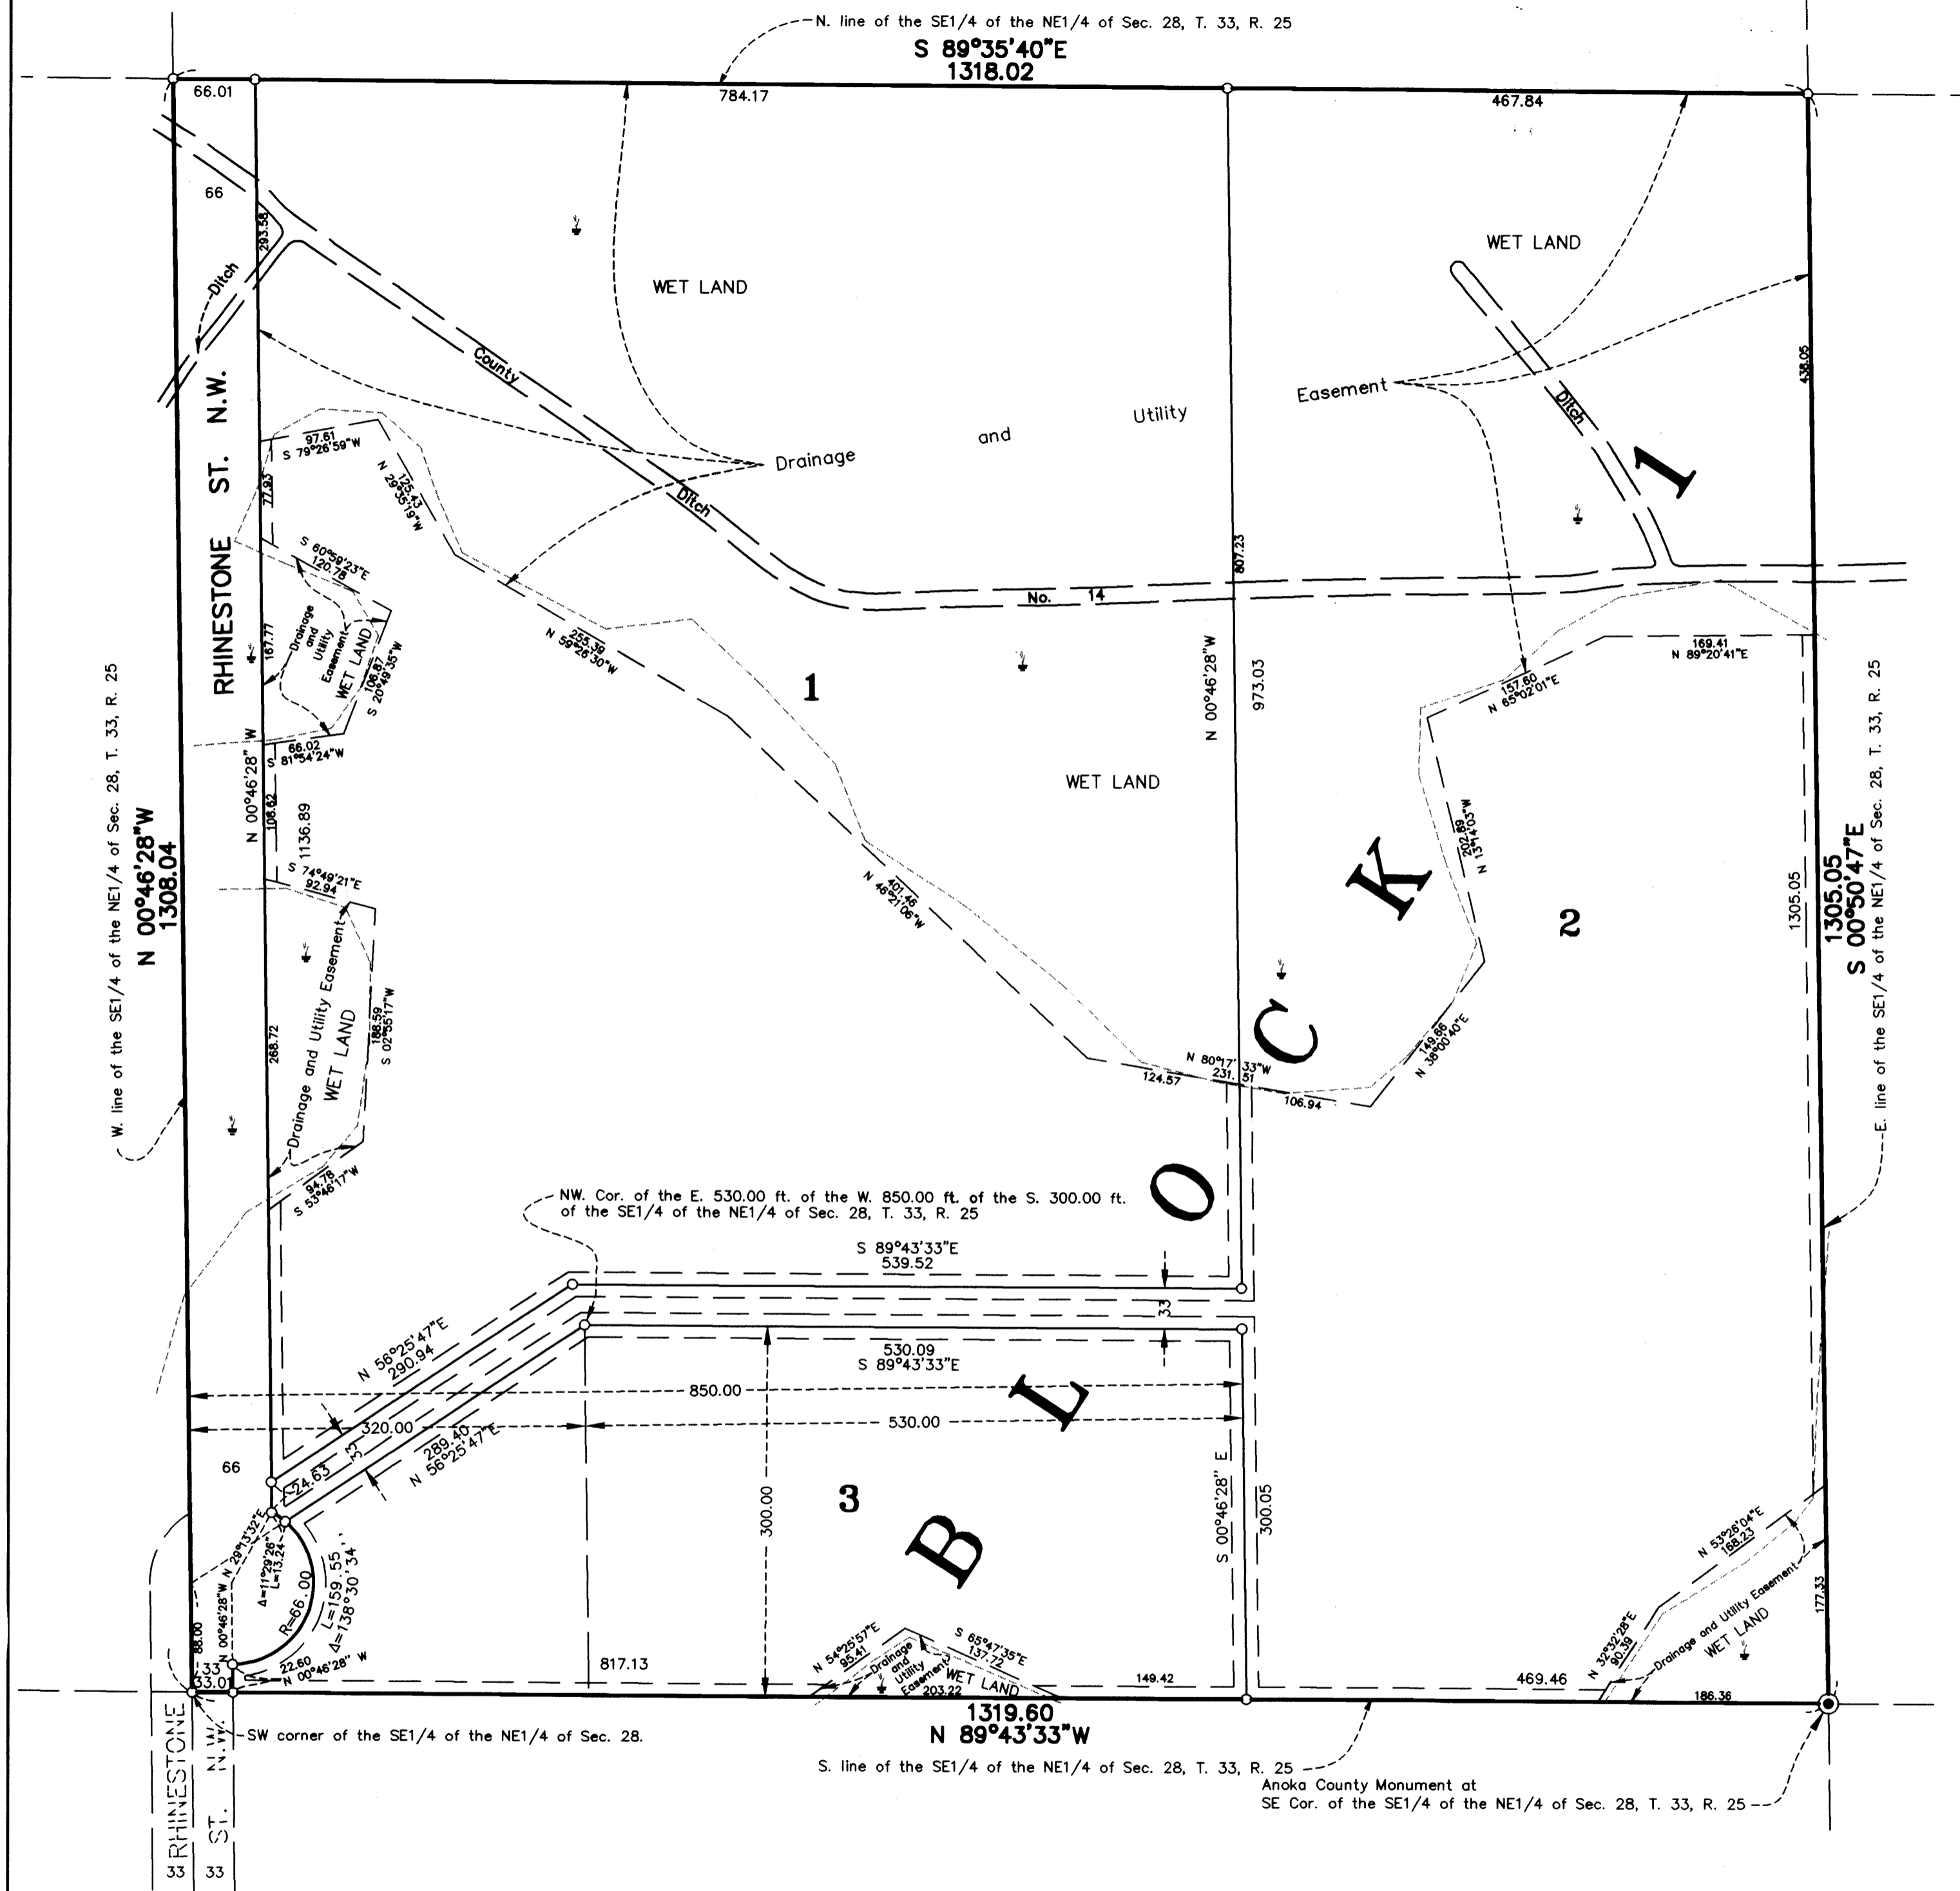 N. line of the SE1/4 of the NE1/4 of Sec. 28, T. 33, R. 25
S 89°35'40"E
1318.02
66.01
784.17
467.84
66
293.58
Ditch
WET LAND
WET LAND
County
Ditch
No. 14
Ditch
Drainage and Utility Easement
438.05
1
RHINESTONE ST. N.W.
97.61
S 79°26'59"W
77.93
N 29°35'19"W
125.43
S 60°59'23"E
120.78
Drainage
and
Utility
Easement
WET LAND
167.77
106.87
S 20°49'35"W
66.02
S 81°54'24"W
255.39
N 59°26'30"W
1
807.23
N 00°46'28"W
973.03
WET LAND
169.41
N 89°20'41"E
157.60
N 65°02'01"E
202.89
N 13°14'03"W
W. line of the SE1/4 of the NE1/4 of Sec. 28, T. 33, R. 25
N 00°46'28"W
1308.04
N 00°46'28" W
108.62
1136.89
S 74°49'21"E
92.94
Drainage and Utility Easement
WET LAND
188.59
S 02°55'17"W
268.72
94.78
S 53°46'17"W
401.46
N 46°21'06"W
2
1305.05
1305.05
S 00°50'47"E
E. line of the SE1/4 of the NE1/4 of Sec. 28, T. 33, R. 25
N 80°17'33"W
231.51
124.57
106.94
149.66
N 38°00'40"E
BLOCK
NW. Cor. of the E. 530.00 ft. of the W. 850.00 ft. of the S. 300.00 ft.
of the SE1/4 of the NE1/4 of Sec. 28, T. 33, R. 25
S 89°43'33"E
539.52
33
N 56°25'47"E
290.94
530.09
S 89°43'33"E
850.00
320.00
530.00
289.40
N 56°25'47"E
33
66
24.63
3
300.00
S 00°46'28" E
300.05
N 29°13'32"E
Δ=11°29'26"
L=13.24
R=66.00
L=159.55
Δ=138°30'34"
N 00°46'28"W
88.00
33
33.01
22.60
N 00°46'28" W
817.13
N 54°25'57"E
95.41
S 65°47'35"E
137.72
Drainage
and
Utility
Easement
WET LAND
203.22
149.42
469.46
N 53°26'04"E
168.23
N 32°32'28"E
90.39
Drainage and Utility Easement
WET LAND
177.33
186.36
1319.60
N 89°43'33"W
SW corner of the SE1/4 of the NE1/4 of Sec. 28.
S. line of the SE1/4 of the NE1/4 of Sec. 28, T. 33, R. 25
Anoka County Monument at
SE Cor. of the SE1/4 of the NE1/4 of Sec. 28, T. 33, R. 25
RHINESTONE
ST. N.W.
33
33